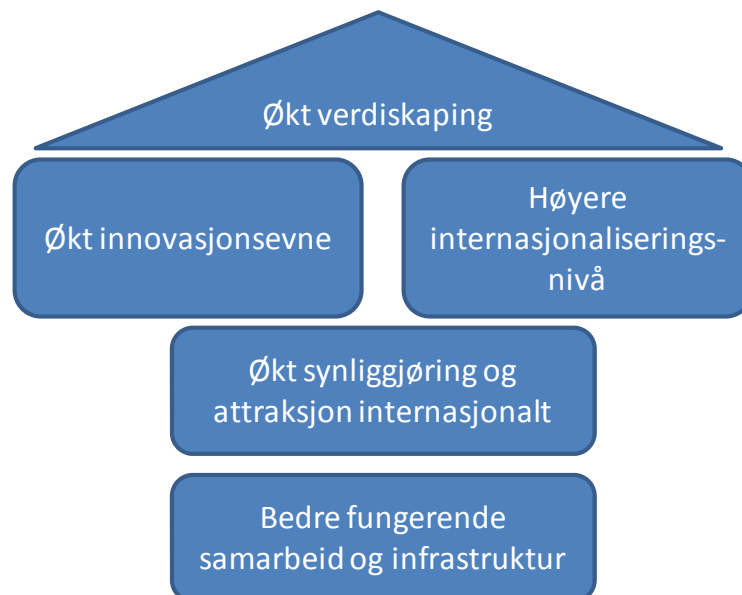 Økt verdiskaping
Økt innovasjonsevne
Høyere
internasjonaliserings-
nivå
Økt synliggjøring og
attraksjon internasjonalt
Bedre fungerende
samarbeid og infrastruktur